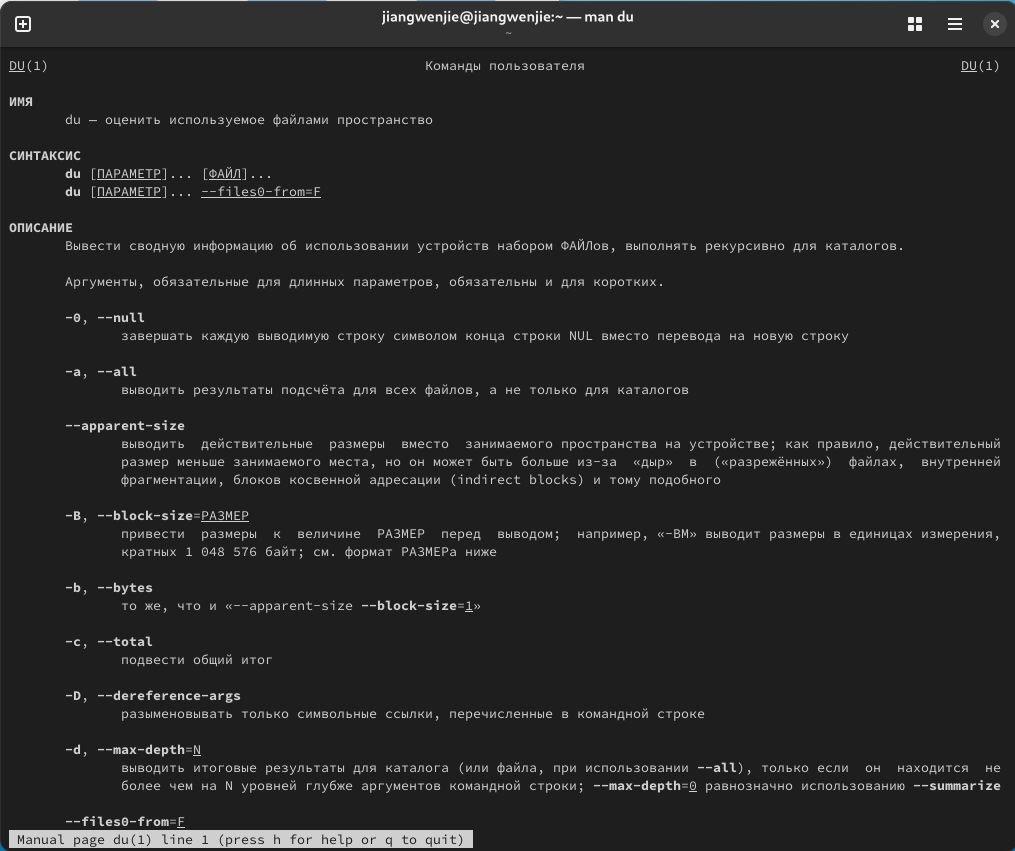 jiangwenjie@jiangwenjie:~ — man du
~
DU(1) Команды пользователя DU(1)
ИМЯ
du – оценить используемое файлами пространство
СИНТАКСИС
du [ПАРАМЕТР]... [ФАЙЛ]...
du [ПАРАМЕТР]... --files0-from=F
ОПИСАНИЕ
Вывести сводную информацию об использовании устройств набором ФАЙЛов, выполнять рекурсивно для каталогов.
Аргументы, обязательные для длинных параметров, обязательны и для коротких.
-0, --null
завершать каждую выводимую строку символом конца строки NUL вместо перевода на новую строку
-a, --all
выводить результаты подсчёта для всех файлов, а не только для каталогов
--apparent-size
выводить действительные размеры вместо занимаемого пространства на устройстве; как правило, действительный
размер меньше занимаемого места, но он может быть больше из-за «дыр» в («разрежённых») файлах, внутренней
фрагментации, блоков косвенной адресации (indirect blocks) и тому подобного
-B, --block-size=РАЗМЕР
привести размеры к величине РАЗМЕР перед выводом; например, «-BM» выводит размеры в единицах измерения,
кратных 1 048 576 байт; см. формат РАЗМЕРа ниже
-b, --bytes
то же, что и «--apparent-size --block-size=1»
-c, --total
подвести общий итог
-D, --dereference-args
разыменовывать только символьные ссылки, перечисленные в командной строке
-d, --max-depth=N
выводить итоговые результаты для каталога (или файла, при использовании --all), только если он находится не
более чем на N уровней глубже аргументов командной строки; --max-depth=0 равнозначно использованию --summarize
--files0-from=F
Manual page du(1) line 1 (press h for help or q to quit)